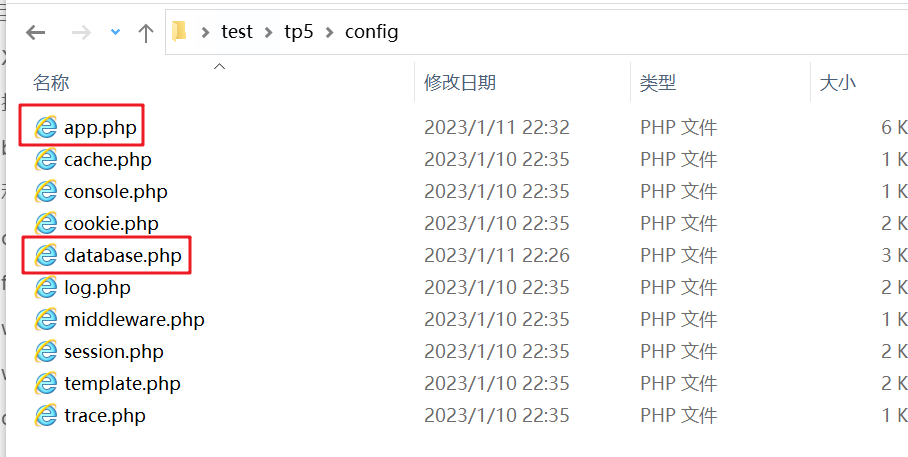 test > tp5 > config
名称 修改日期 类型 大小
app.php 2023/1/11 22:32 PHP 文件 6 K
cache.php 2023/1/10 22:35 PHP 文件 1 K
console.php 2023/1/10 22:35 PHP 文件 1 K
cookie.php 2023/1/10 22:35 PHP 文件 2 K
database.php 2023/1/11 22:26 PHP 文件 3 K
log.php 2023/1/10 22:35 PHP 文件 2 K
middleware.php 2023/1/10 22:35 PHP 文件 1 K
session.php 2023/1/10 22:35 PHP 文件 2 K
template.php 2023/1/10 22:35 PHP 文件 2 K
trace.php 2023/1/10 22:35 PHP 文件 1 K